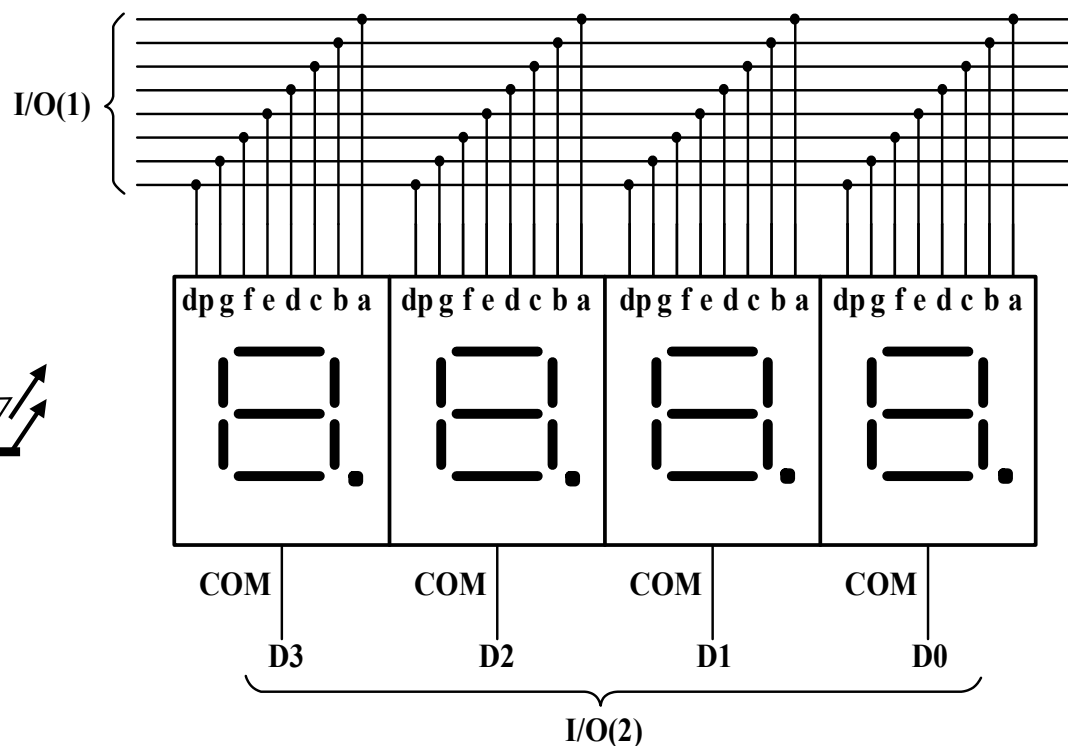 I/O(1)
dp g f e d c b a dp g f e d c b a dp g f e d c b a dp g f e d c b a
COM COM COM COM
D3 D2 D1 D0
I/O(2)